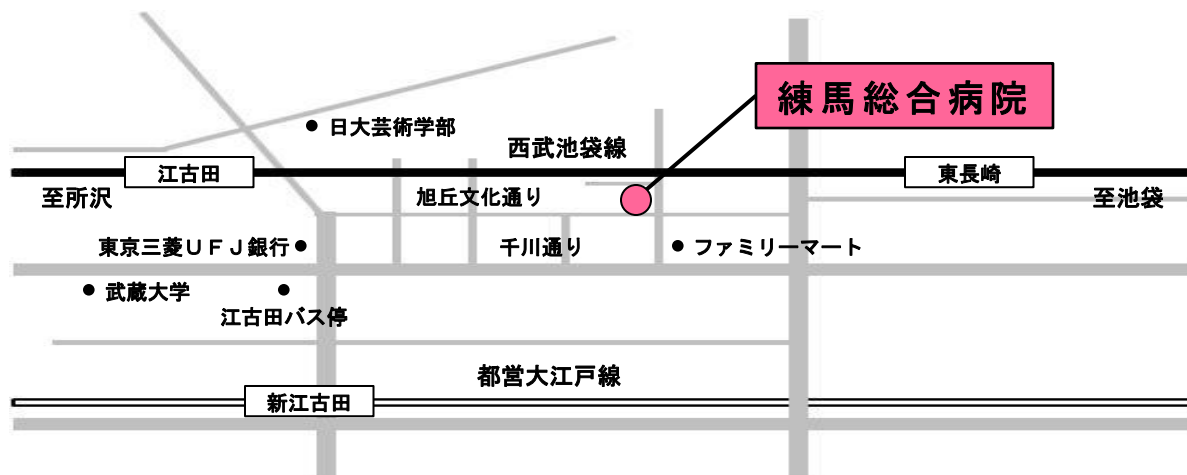 練馬総合病院
日大芸術学部
西武池袋線
江古田
東長崎
至所沢
旭丘文化通り
至池袋
東京三菱ＵＦＪ銀行
千川通り
ファミリーマート
武蔵大学
江古田バス停
都営大江戸線
新江古田